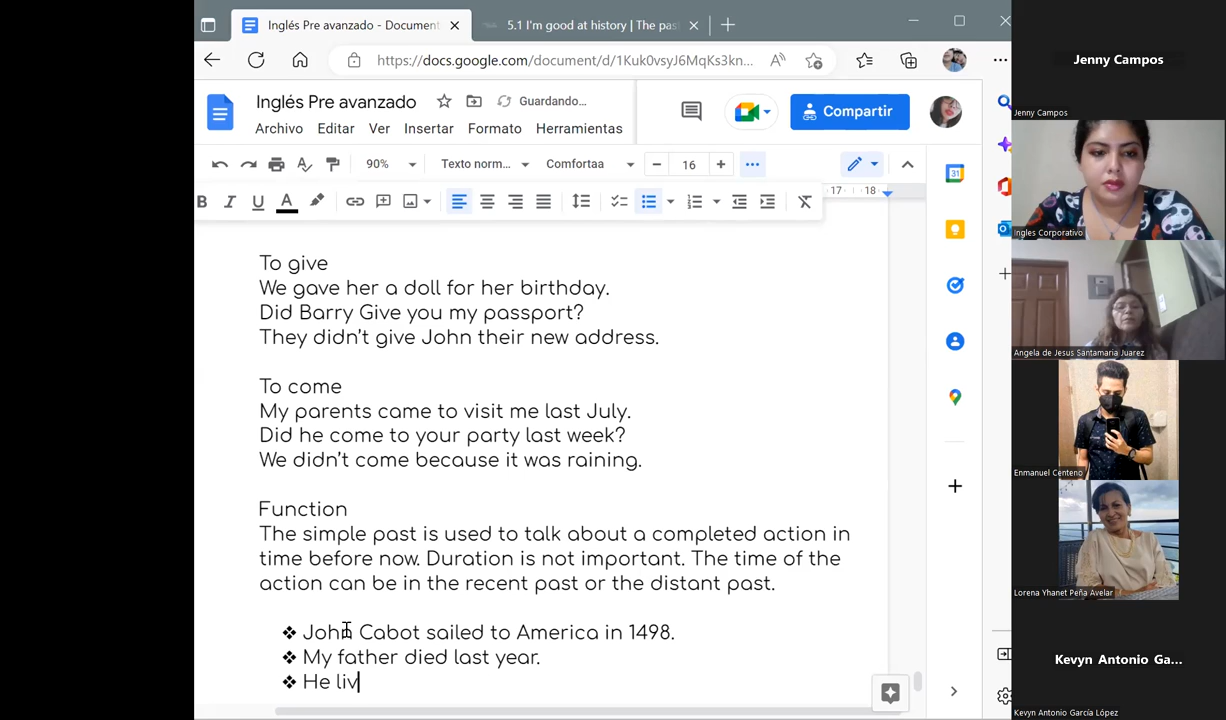 Inglés Pre avanzado - Document
5.1 I'm good at history | The pas
https://docs.google.com/document/d/1Kuk0vsyJ6MqKs3kn...
Inglés Pre avanzado
Guardando...
Archivo Editar Ver Insertar Formato Herramientas
Compartir
90% Texto norm... Comfortaa 16
17 18
To give
We gave her a doll for her birthday.
Did Barry Give you my passport?
They didn't give John their new address.
To come
My parents came to visit me last July.
Did he come to your party last week?
We didn't come because it was raining.
Function
The simple past is used to talk about a completed action in
time before now. Duration is not important. The time of the
action can be in the recent past or the distant past.
❖ John Cabot sailed to America in 1498.
❖ My father died last year.
❖ He liv
Jenny Campos
Jenny Campos
Ingles Corporativo
Angela de Jesus Santamaria Juarez
Enmanuel Centeno
Lorena Yhanet Peña Avelar
Kevyn Antonio Ga...
Kevyn Antonio García López